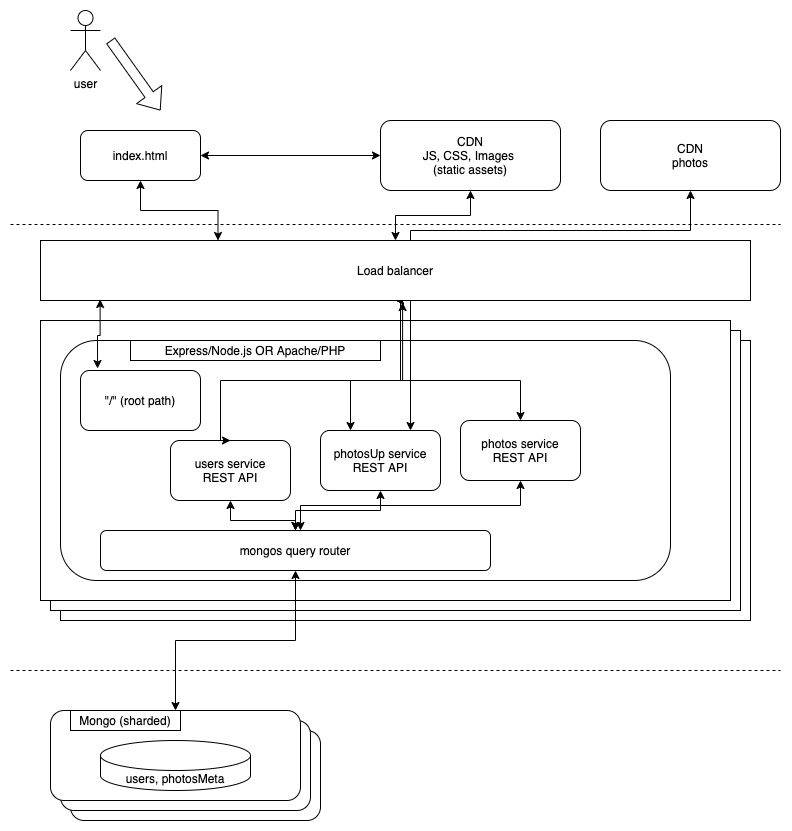 user
index.html
CDN
JS, CSS, Images
(static assets)
CDN
photos
Load balancer
Express/Node.js OR Apache/PHP
"/" (root path)
users service
REST API
photosUp service
REST API
photos service
REST API
mongos query router
Mongo (sharded)
users, photosMeta